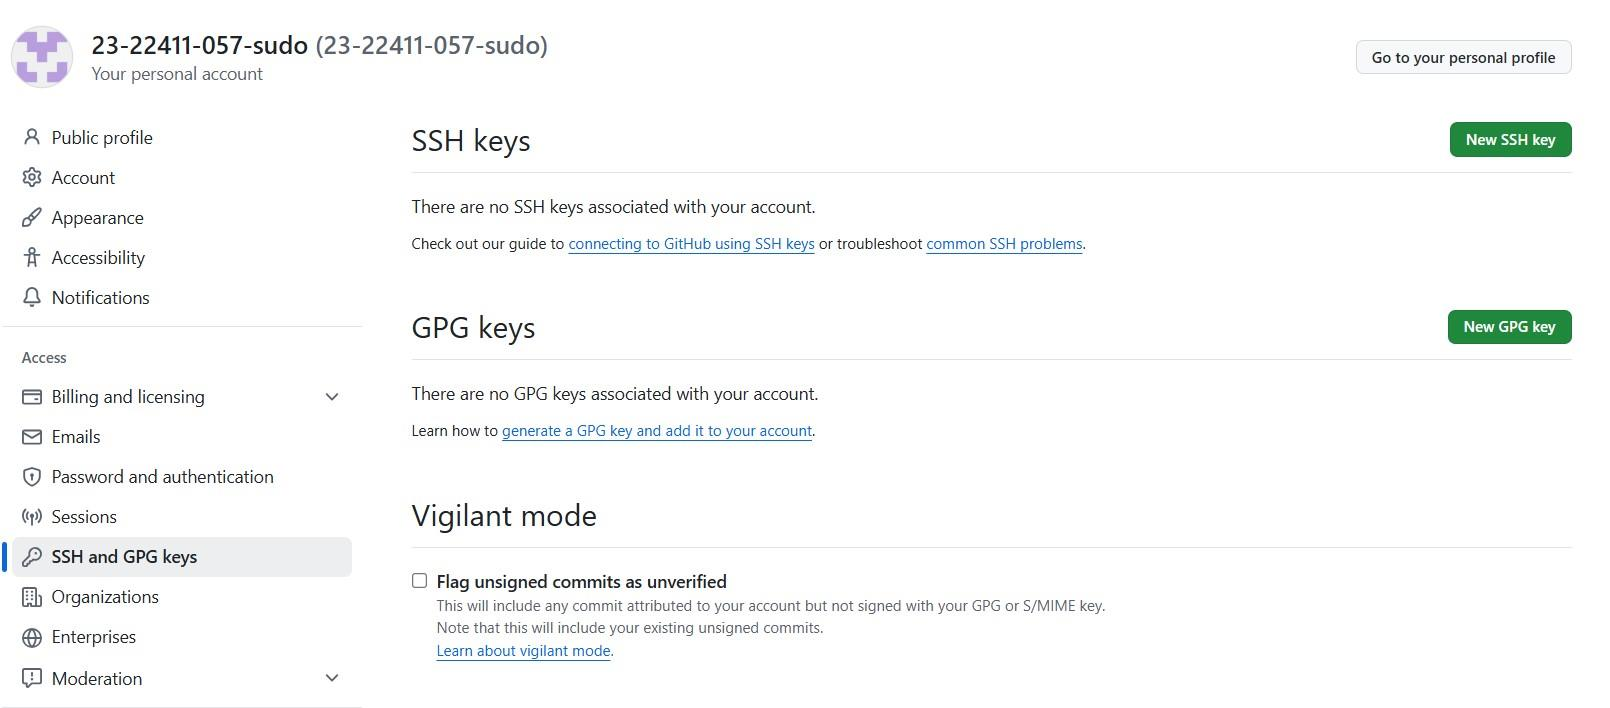 23-22411-057-sudo (23-22411-057-sudo)
Your personal account
Go to your personal profile
Public profile
Account
Appearance
Accessibility
Notifications
Access
Billing and licensing
Emails
Password and authentication
Sessions
SSH and GPG keys
Organizations
Enterprises
Moderation
SSH keys
New SSH key
There are no SSH keys associated with your account.
Check out our guide to connecting to GitHub using SSH keys or troubleshoot common SSH problems.
GPG keys
New GPG key
There are no GPG keys associated with your account.
Learn how to generate a GPG key and add it to your account.
Vigilant mode
Flag unsigned commits as unverified
This will include any commit attributed to your account but not signed with your GPG or S/MIME key.
Note that this will include your existing unsigned commits.
Learn about vigilant mode.